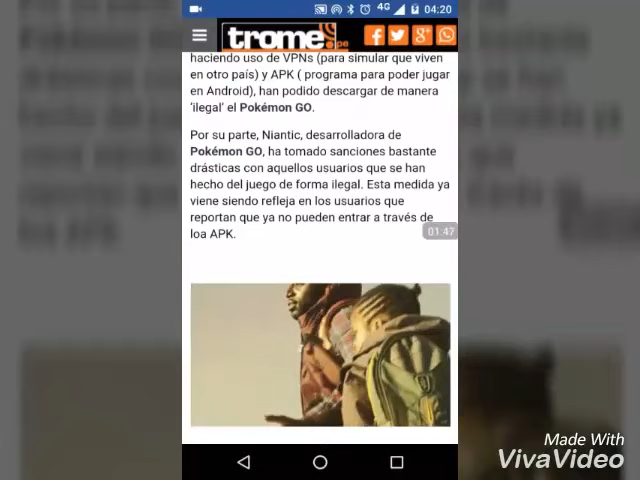 4G 04:20
trome.pe
haciendo uso de VPNs (para simular que viven
en otro país) y APK ( programa para poder jugar
en Android), han podido descargar de manera
‘ilegal’ el Pokémon GO.
Por su parte, Niantic, desarrolladora de
Pokémon GO, ha tomado sanciones bastante
drásticas con aquellos usuarios que se han
hecho del juego de forma ilegal. Esta medida ya
viene siendo refleja en los usuarios que
reportan que ya no pueden entrar a través de
loa APK.
01:47
Made With
VivaVideo